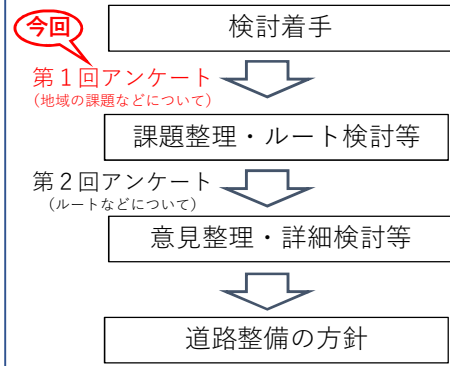 今回
検討着手
第１回アンケート
（地域の課題などについて）
課題整理・ルート検討等
第２回アンケート
（ルートなどについて）
意見整理・詳細検討等
道路整備の方針